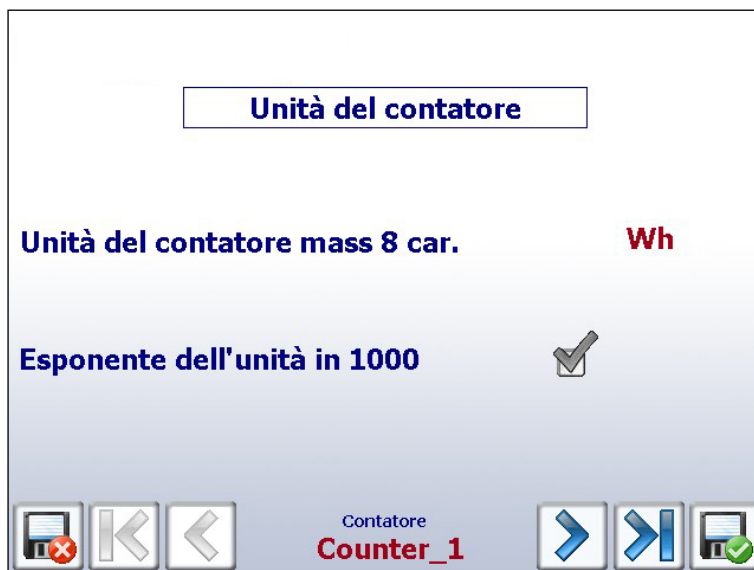 Unità del contatore
Unità del contatore mass 8 car.
Wh
Esponente dell'unità in 1000
Contatore
Counter_1